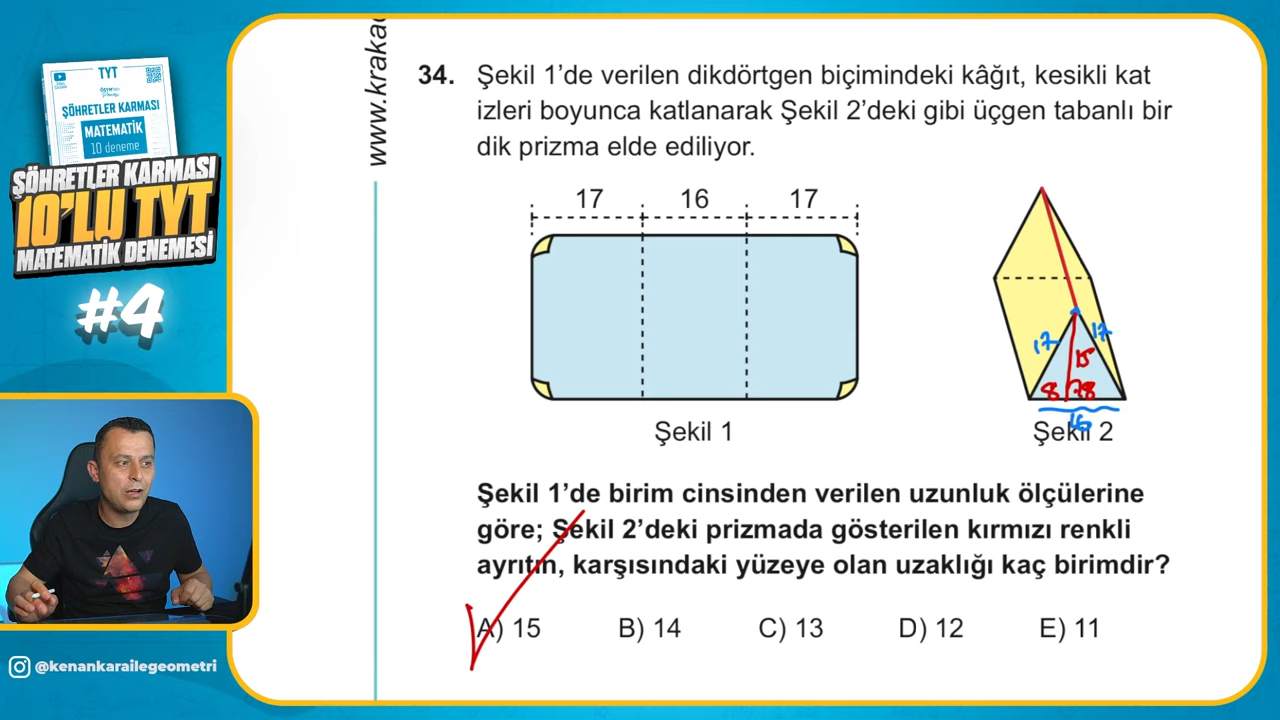 TYT
ŞÖHRETLER KARMASI
MATEMATİK
10 deneme
ŞÖHRETLER KARMASI
10'LU TYT
MATEMATİK DENEMESİ
#4
@kenankarailegeometri
www.kraka
34. Şekil 1’de verilen dikdörtgen biçimindeki kâğıt, kesikli kat
izleri boyunca katlanarak Şekil 2’deki gibi üçgen tabanlı bir
dik prizma elde ediliyor.
17 16 17
17 17
15
8 8
16
Şekil 1
Şekil 2
Şekil 1’de birim cinsinden verilen uzunluk ölçülerine
göre; Şekil 2’deki prizmada gösterilen kırmızı renkli
ayrıtın, karşısındaki yüzeye olan uzaklığı kaç birimdir?
A) 15 B) 14 C) 13 D) 12 E) 11